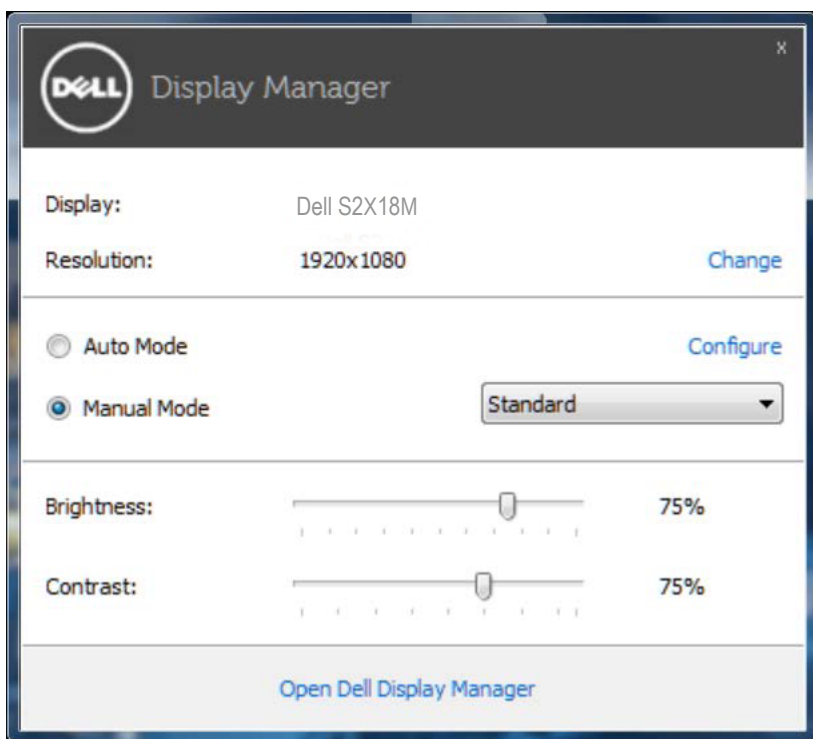 DELL Display Manager x
Display: Dell S2X18M
Resolution: 1920x1080 Change
Auto Mode Configure
Manual Mode Standard
Brightness: 75%
Contrast: 75%
Open Dell Display Manager